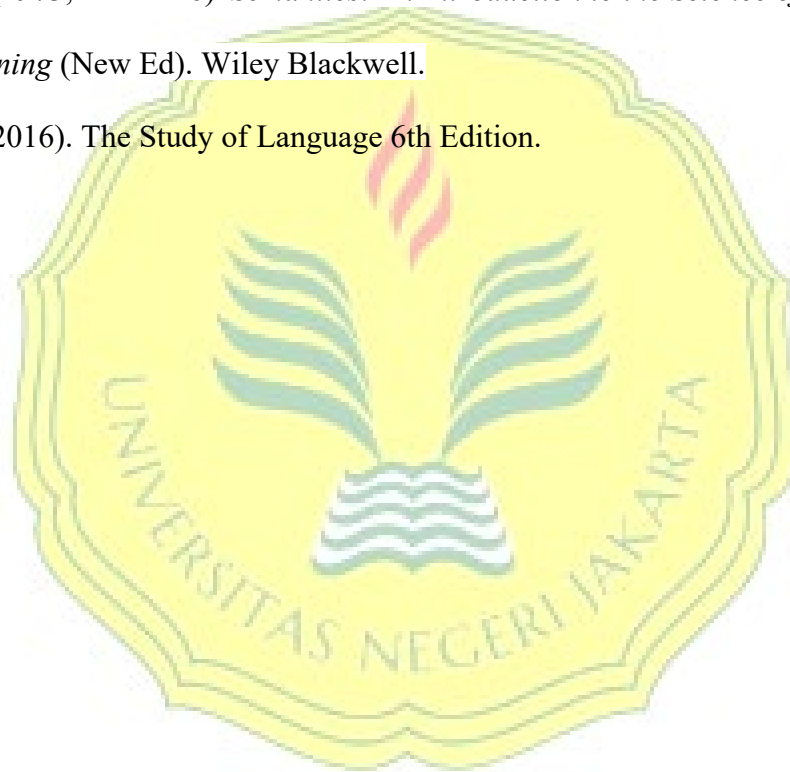 ning (New Ed). Wiley Blackwell.
2016). The Study of Language 6th Edition.
UNIVERSITAS NEGERI JAKARTA